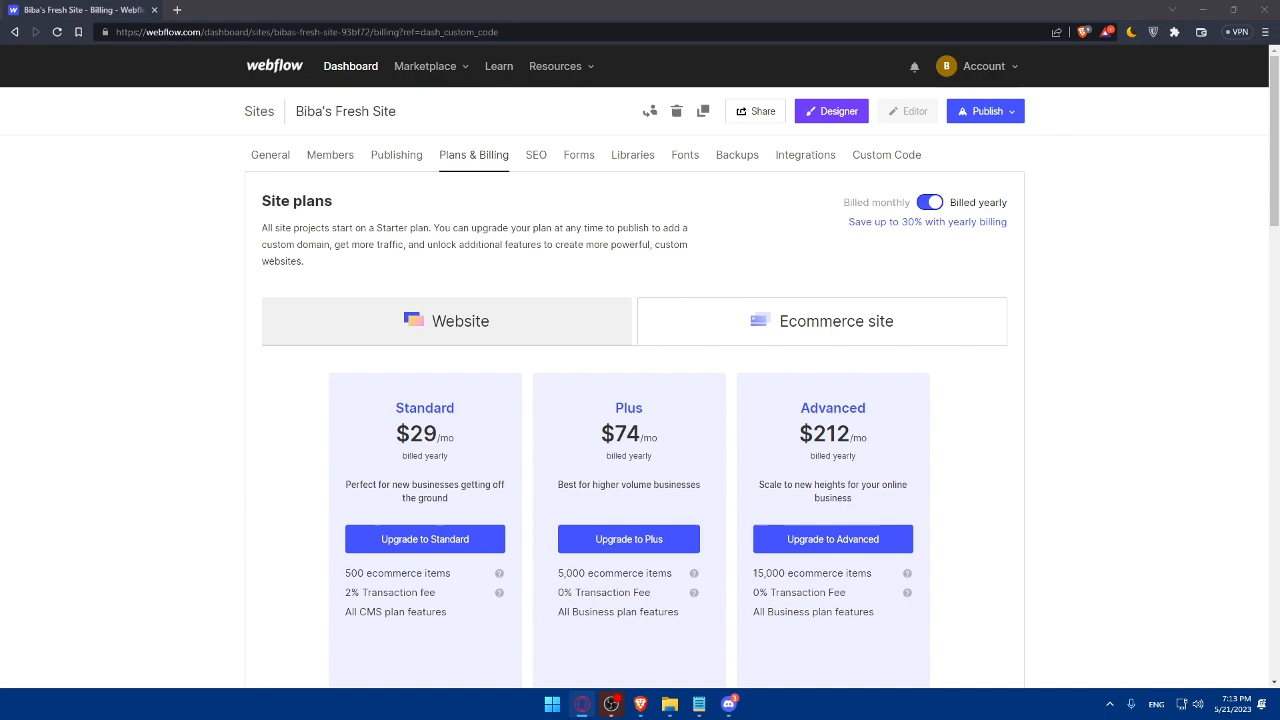 Biba's Fresh Site - Billing - Webfl
https://webflow.com/dashboard/sites/bibas-fresh-site-93bf72/billing?ref=dash_custom_code
VPN
webflow Dashboard Marketplace Learn Resources B Account
Sites Biba's Fresh Site Share Designer Editor Publish
General Members Publishing Plans & Billing SEO Forms Libraries Fonts Backups Integrations Custom Code
Site plans
Billed monthly Billed yearly
Save up to 30% with yearly billing
All site projects start on a Starter plan. You can upgrade your plan at any time to publish to add a
custom domain, get more traffic, and unlock additional features to create more powerful, custom
websites.
Website
Ecommerce site
Standard
$29/mo
billed yearly
Perfect for new businesses getting off
the ground
Upgrade to Standard
500 ecommerce items
2% Transaction fee
All CMS plan features
Plus
$74/mo
billed yearly
Best for higher volume businesses
Upgrade to Plus
5,000 ecommerce items
0% Transaction Fee
All Business plan features
Advanced
$212/mo
billed yearly
Scale to new heights for your online
business
Upgrade to Advanced
15,000 ecommerce items
0% Transaction Fee
All Business plan features
ENG
7:13 PM
5/21/2023